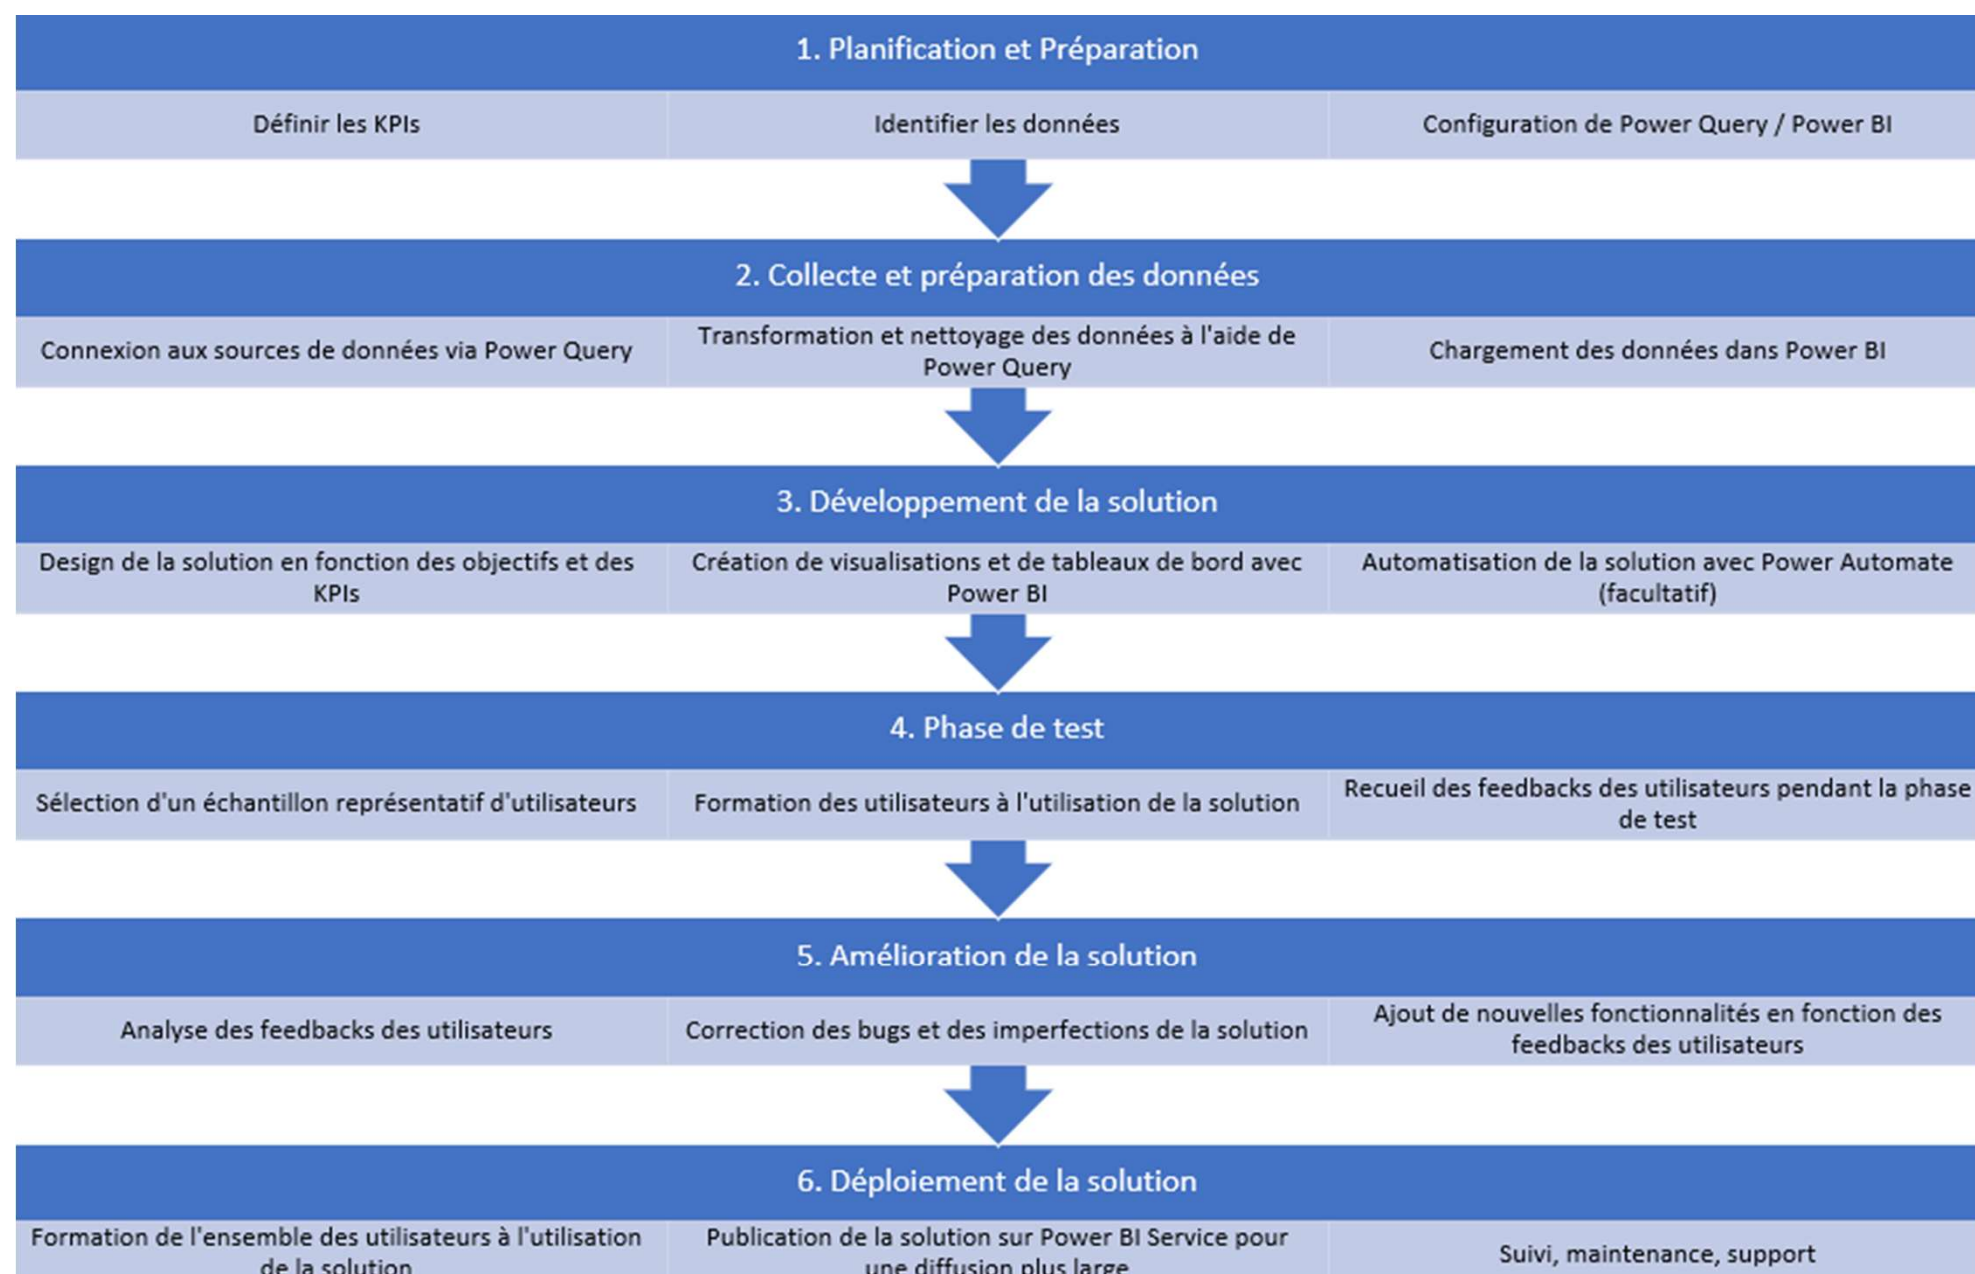 1. Planification et Préparation
Définir les KPIs
Identifier les données
Configuration de Power Query / Power BI
2. Collecte et préparation des données
Connexion aux sources de données via Power Query
Transformation et nettoyage des données à l'aide de
Power Query
Chargement des données dans Power BI
3. Développement de la solution
Design de la solution en fonction des objectifs et des
KPIs
Création de visualisations et de tableaux de bord avec
Power BI
Automatisation de la solution avec Power Automate
(facultatif)
4. Phase de test
Sélection d'un échantillon représentatif d'utilisateurs
Formation des utilisateurs à l'utilisation de la solution
Recueil des feedbacks des utilisateurs pendant la phase
de test
5. Amélioration de la solution
Analyse des feedbacks des utilisateurs
Correction des bugs et des imperfections de la solution
Ajout de nouvelles fonctionnalités en fonction des
feedbacks des utilisateurs
6. Déploiement de la solution
Formation de l'ensemble des utilisateurs à l'utilisation
de la solution
Publication de la solution sur Power BI Service pour
une diffusion plus large
Suivi, maintenance, support